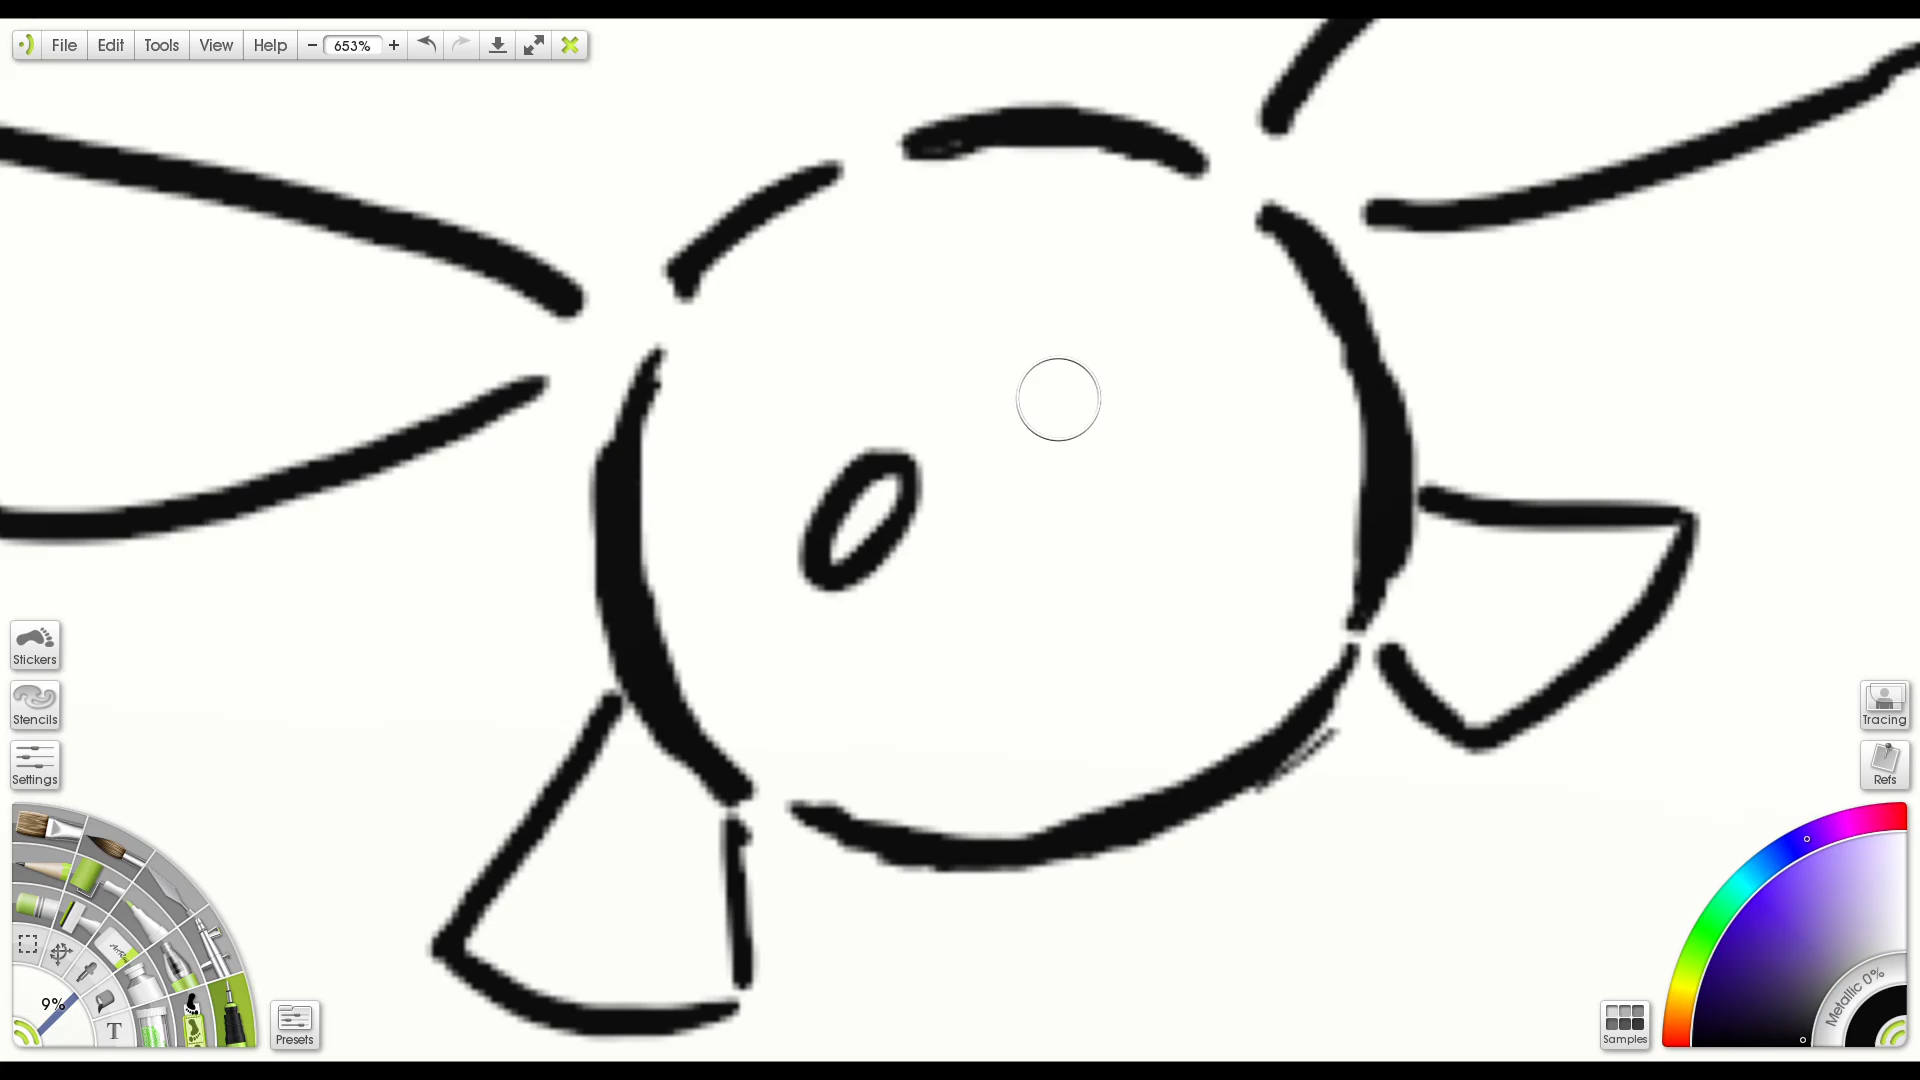 File Edit Tools View Help − 653% +
Stickers
Stencils
Settings
Tracing
Refs
9%
T
Presets
Metallic 0%
Samples